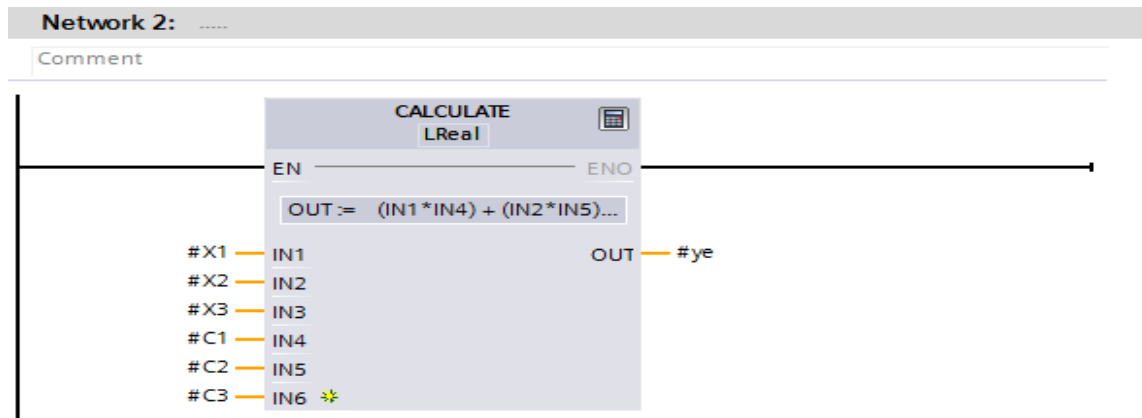 Network 2: .....
Comment
CALCULATE
LReal
EN ENO
OUT := (IN1*IN4) + (IN2*IN5)...
#X1 IN1 OUT #ye
#X2 IN2
#X3 IN3
#C1 IN4
#C2 IN5
#C3 IN6